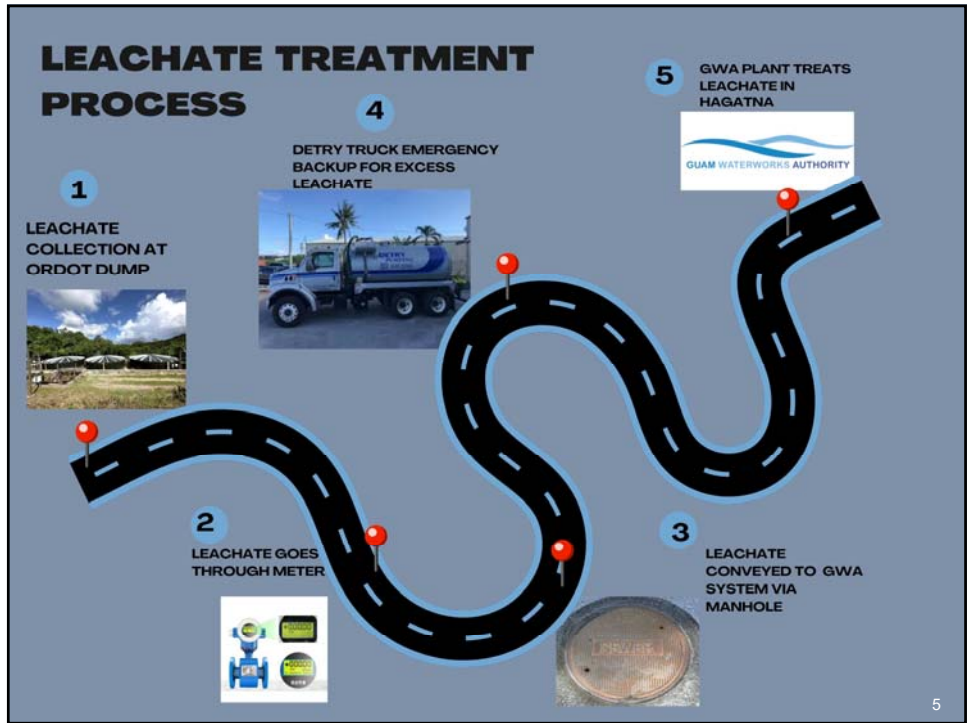 LEACHATE TREATMENT
PROCESS
1
LEACHATE
COLLECTION AT
ORDOT DUMP
2
LEACHATE GOES
THROUGH METER
3
LEACHATE
CONVEYED TO GWA
SYSTEM VIA
MANHOLE
SEWER
4
DETRY TRUCK EMERGENCY
BACKUP FOR EXCESS
LEACHATE
DETRY
5
GWA PLANT TREATS
LEACHATE IN
HAGATNA
GUAM WATERWORKS AUTHORITY
5